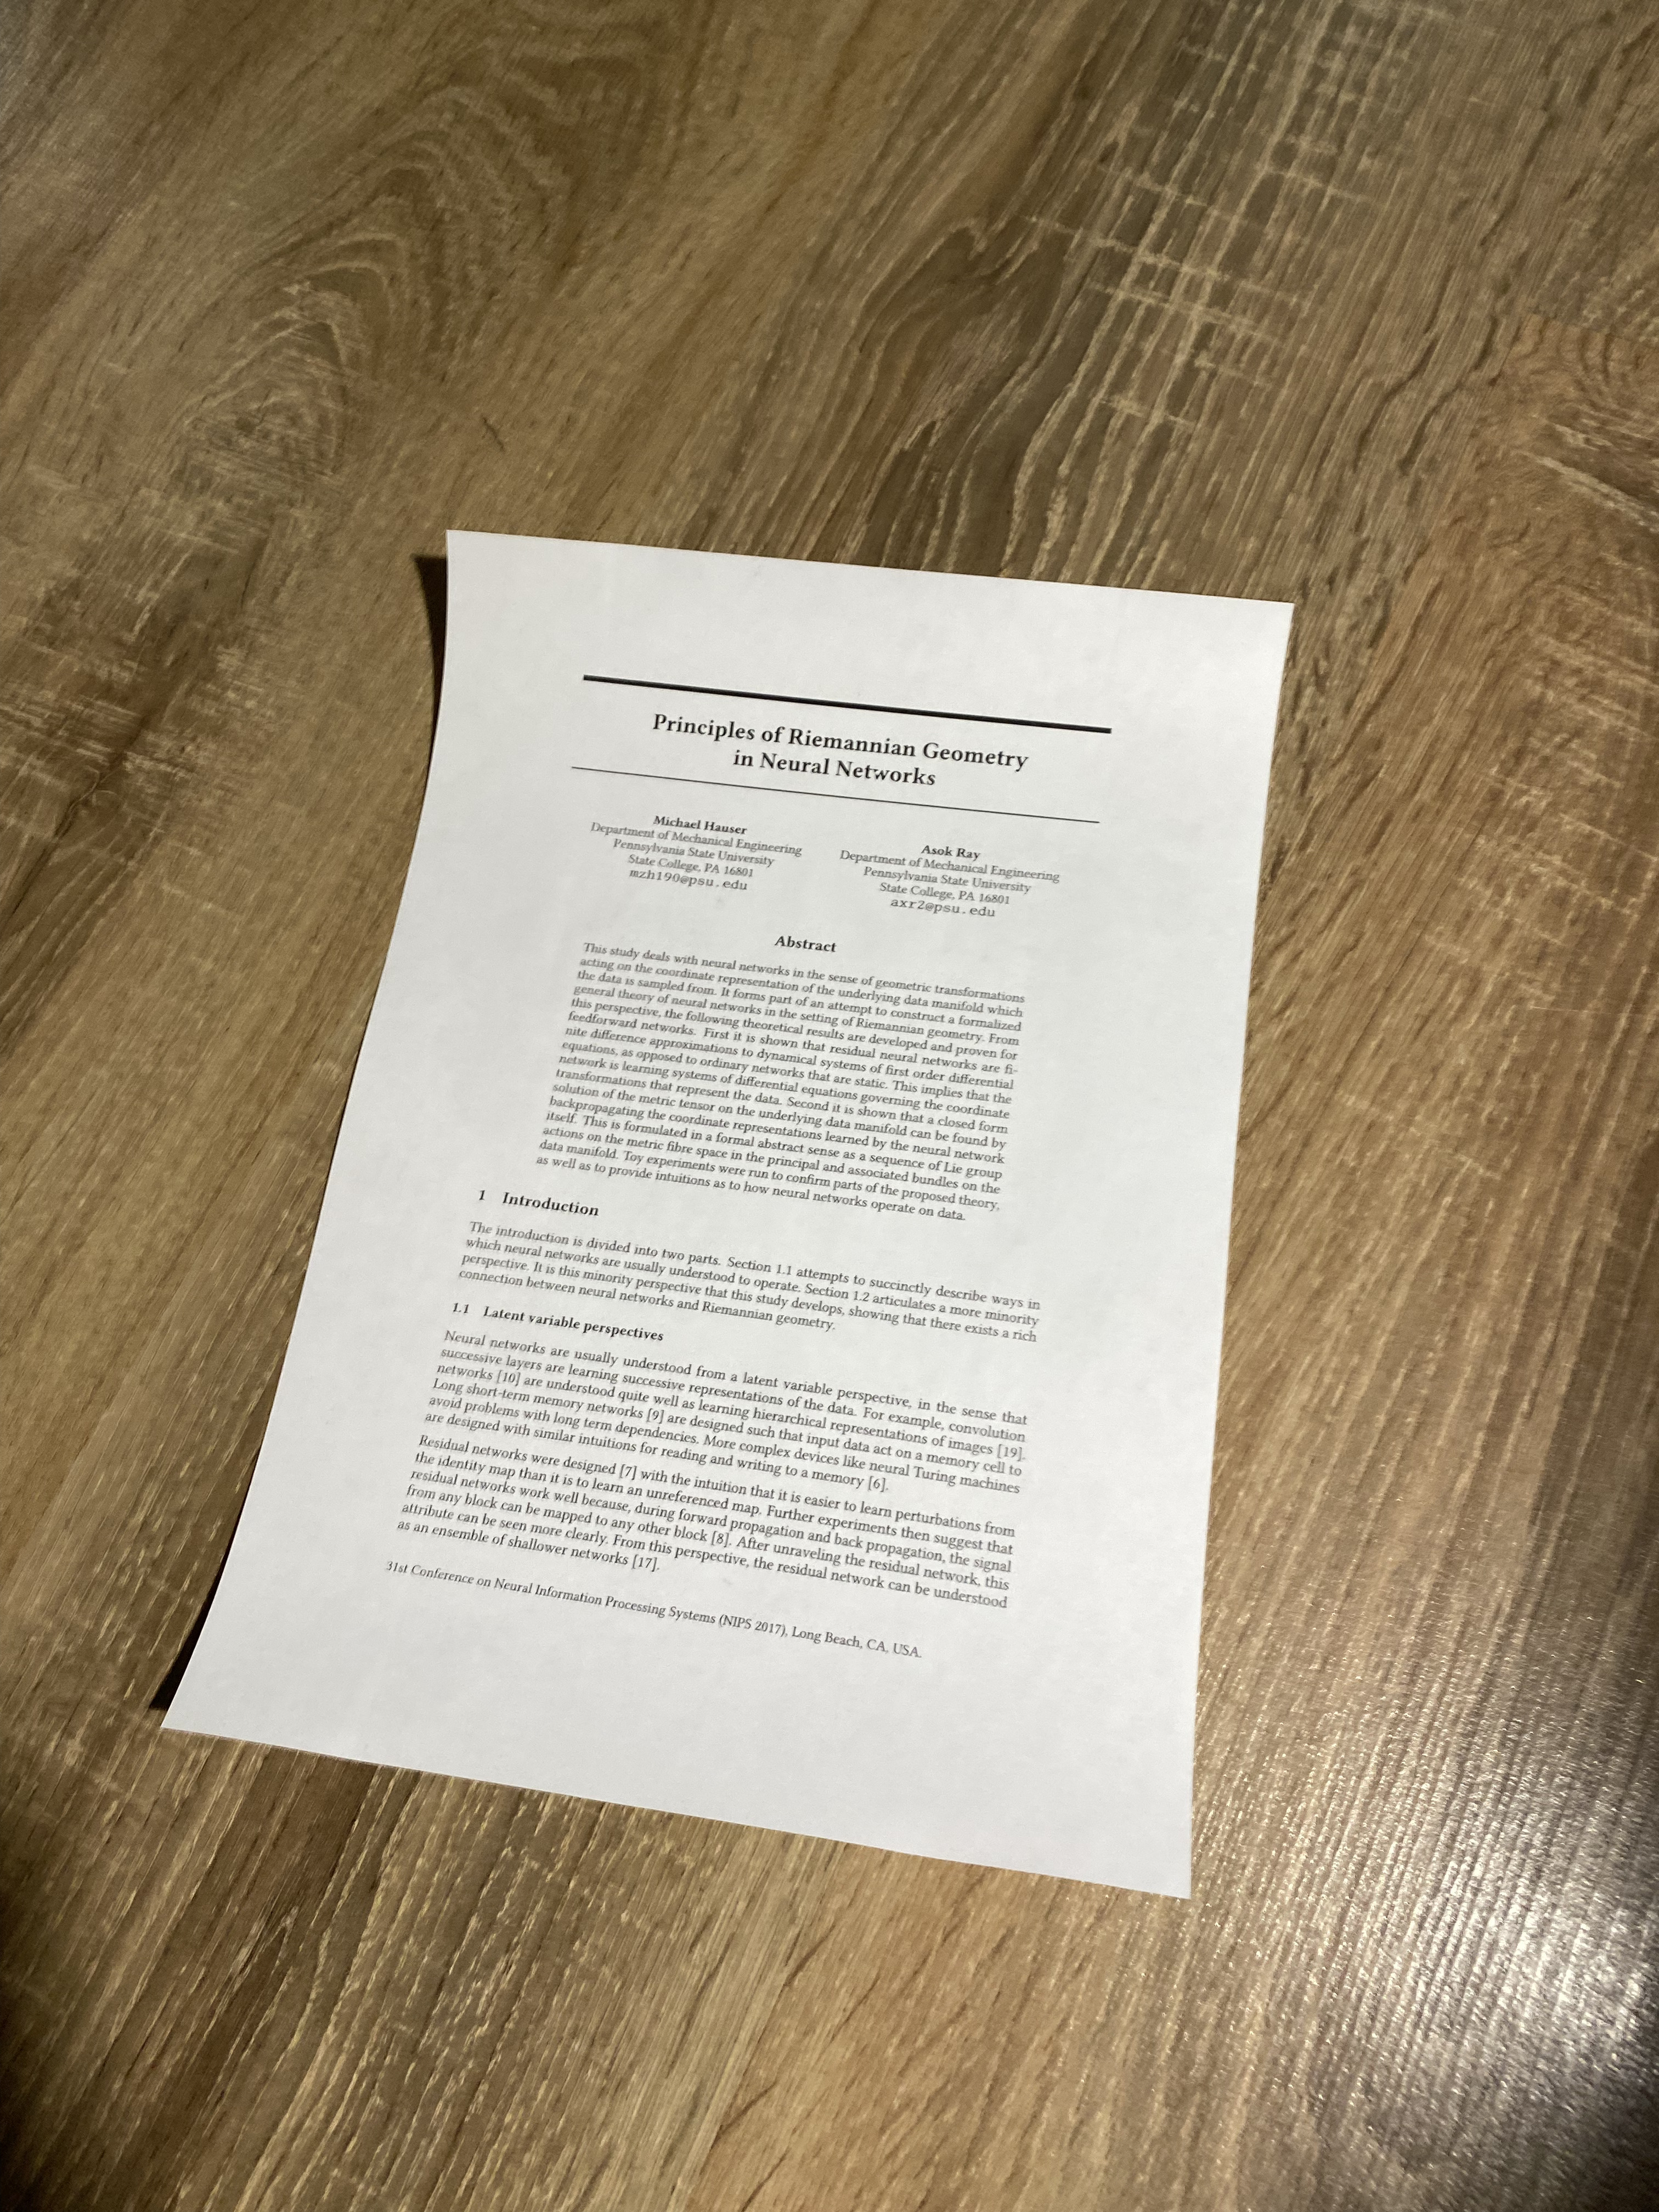 Principles of Riemannian Geometry
in Neural Networks
Michael Hauser
Department of Mechanical Engineering
Pennsylvania State University
State College, PA 16801
mzh190@psu.edu
Asok Ray
Department of Mechanical Engineering
Pennsylvania State University
State College, PA 16801
axr2@psu.edu
Abstract
This study deals with neural networks in the sense of geometric transformations
acting on the coordinate representation of the underlying data manifold which
the data is sampled from. It forms part of an attempt to construct a formalized
general theory of neural networks in the setting of Riemannian geometry. From
this perspective, the following theoretical results are developed and proven for
feedforward networks. First it is shown that residual neural networks are fi-
nite difference approximations to dynamical systems of first order differential
equations, as opposed to ordinary networks that are static. This implies that the
network is learning systems of differential equations governing the coordinate
transformations that represent the data. Second it is shown that a closed form
solution of the metric tensor on the underlying data manifold can be found by
backpropagating the coordinate representations learned by the neural network
itself. This is formulated in a formal abstract sense as a sequence of Lie group
actions on the metric fibre space in the principal and associated bundles on the
data manifold. Toy experiments were run to confirm parts of the proposed theory,
as well as to provide intuitions as to how neural networks operate on data.
1 Introduction
The introduction is divided into two parts. Section 1.1 attempts to succinctly describe ways in
which neural networks are usually understood to operate. Section 1.2 articulates a more minority
perspective. It is this minority perspective that this study develops, showing that there exists a rich
connection between neural networks and Riemannian geometry.
1.1 Latent variable perspectives
Neural networks are usually understood from a latent variable perspective, in the sense that
successive layers are learning successive representations of the data. For example, convolution
networks [10] are understood quite well as learning hierarchical representations of images [19].
Long short-term memory networks [9] are designed such that input data act on a memory cell to
avoid problems with long term dependencies. More complex devices like neural Turing machines
are designed with similar intuitions for reading and writing to a memory [6].
Residual networks were designed [7] with the intuition that it is easier to learn perturbations from
the identity map than it is to learn an unreferenced map. Further experiments then suggest that
residual networks work well because, during forward propagation and back propagation, the signal
from any block can be mapped to any other block [8]. After unraveling the residual network, this
attribute can be seen more clearly. From this perspective, the residual network can be understood
as an ensemble of shallower networks [17].
31st Conference on Neural Information Processing Systems (NIPS 2017), Long Beach, CA, USA.